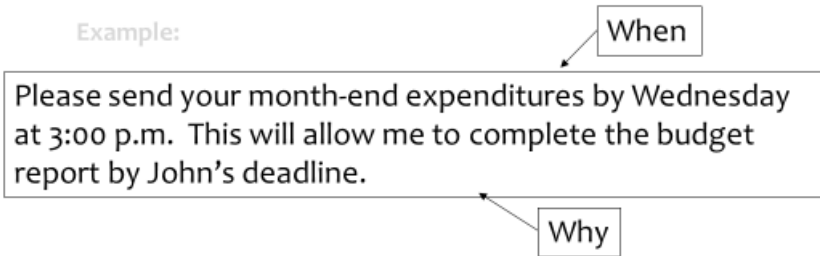 Example:
When
Please send your month-end expenditures by Wednesday
at 3:00 p.m.  This will allow me to complete the budget
report by John's deadline.
Why